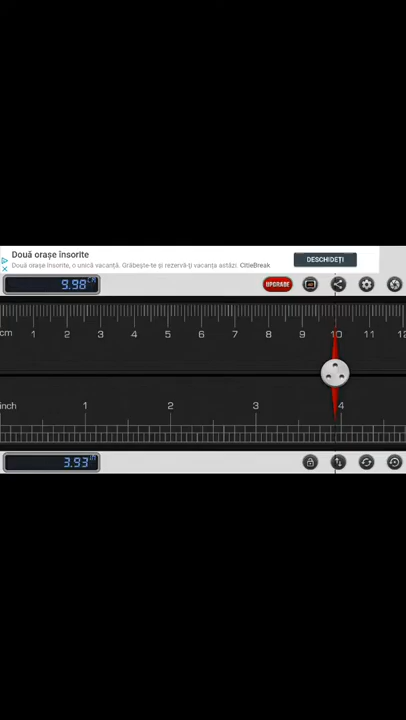 Două orașe însorite
Două orașe însorite, o unică vacanță. Grăbește-te și rezervă-ți vacanța astăzi. CitieBreak
DESCHIDEȚI
9.98 CM
UPGRADE
cm 1 2 3 4 5 6 7 8 9 10 11 12
inch 1 2 3 4
3.93 in